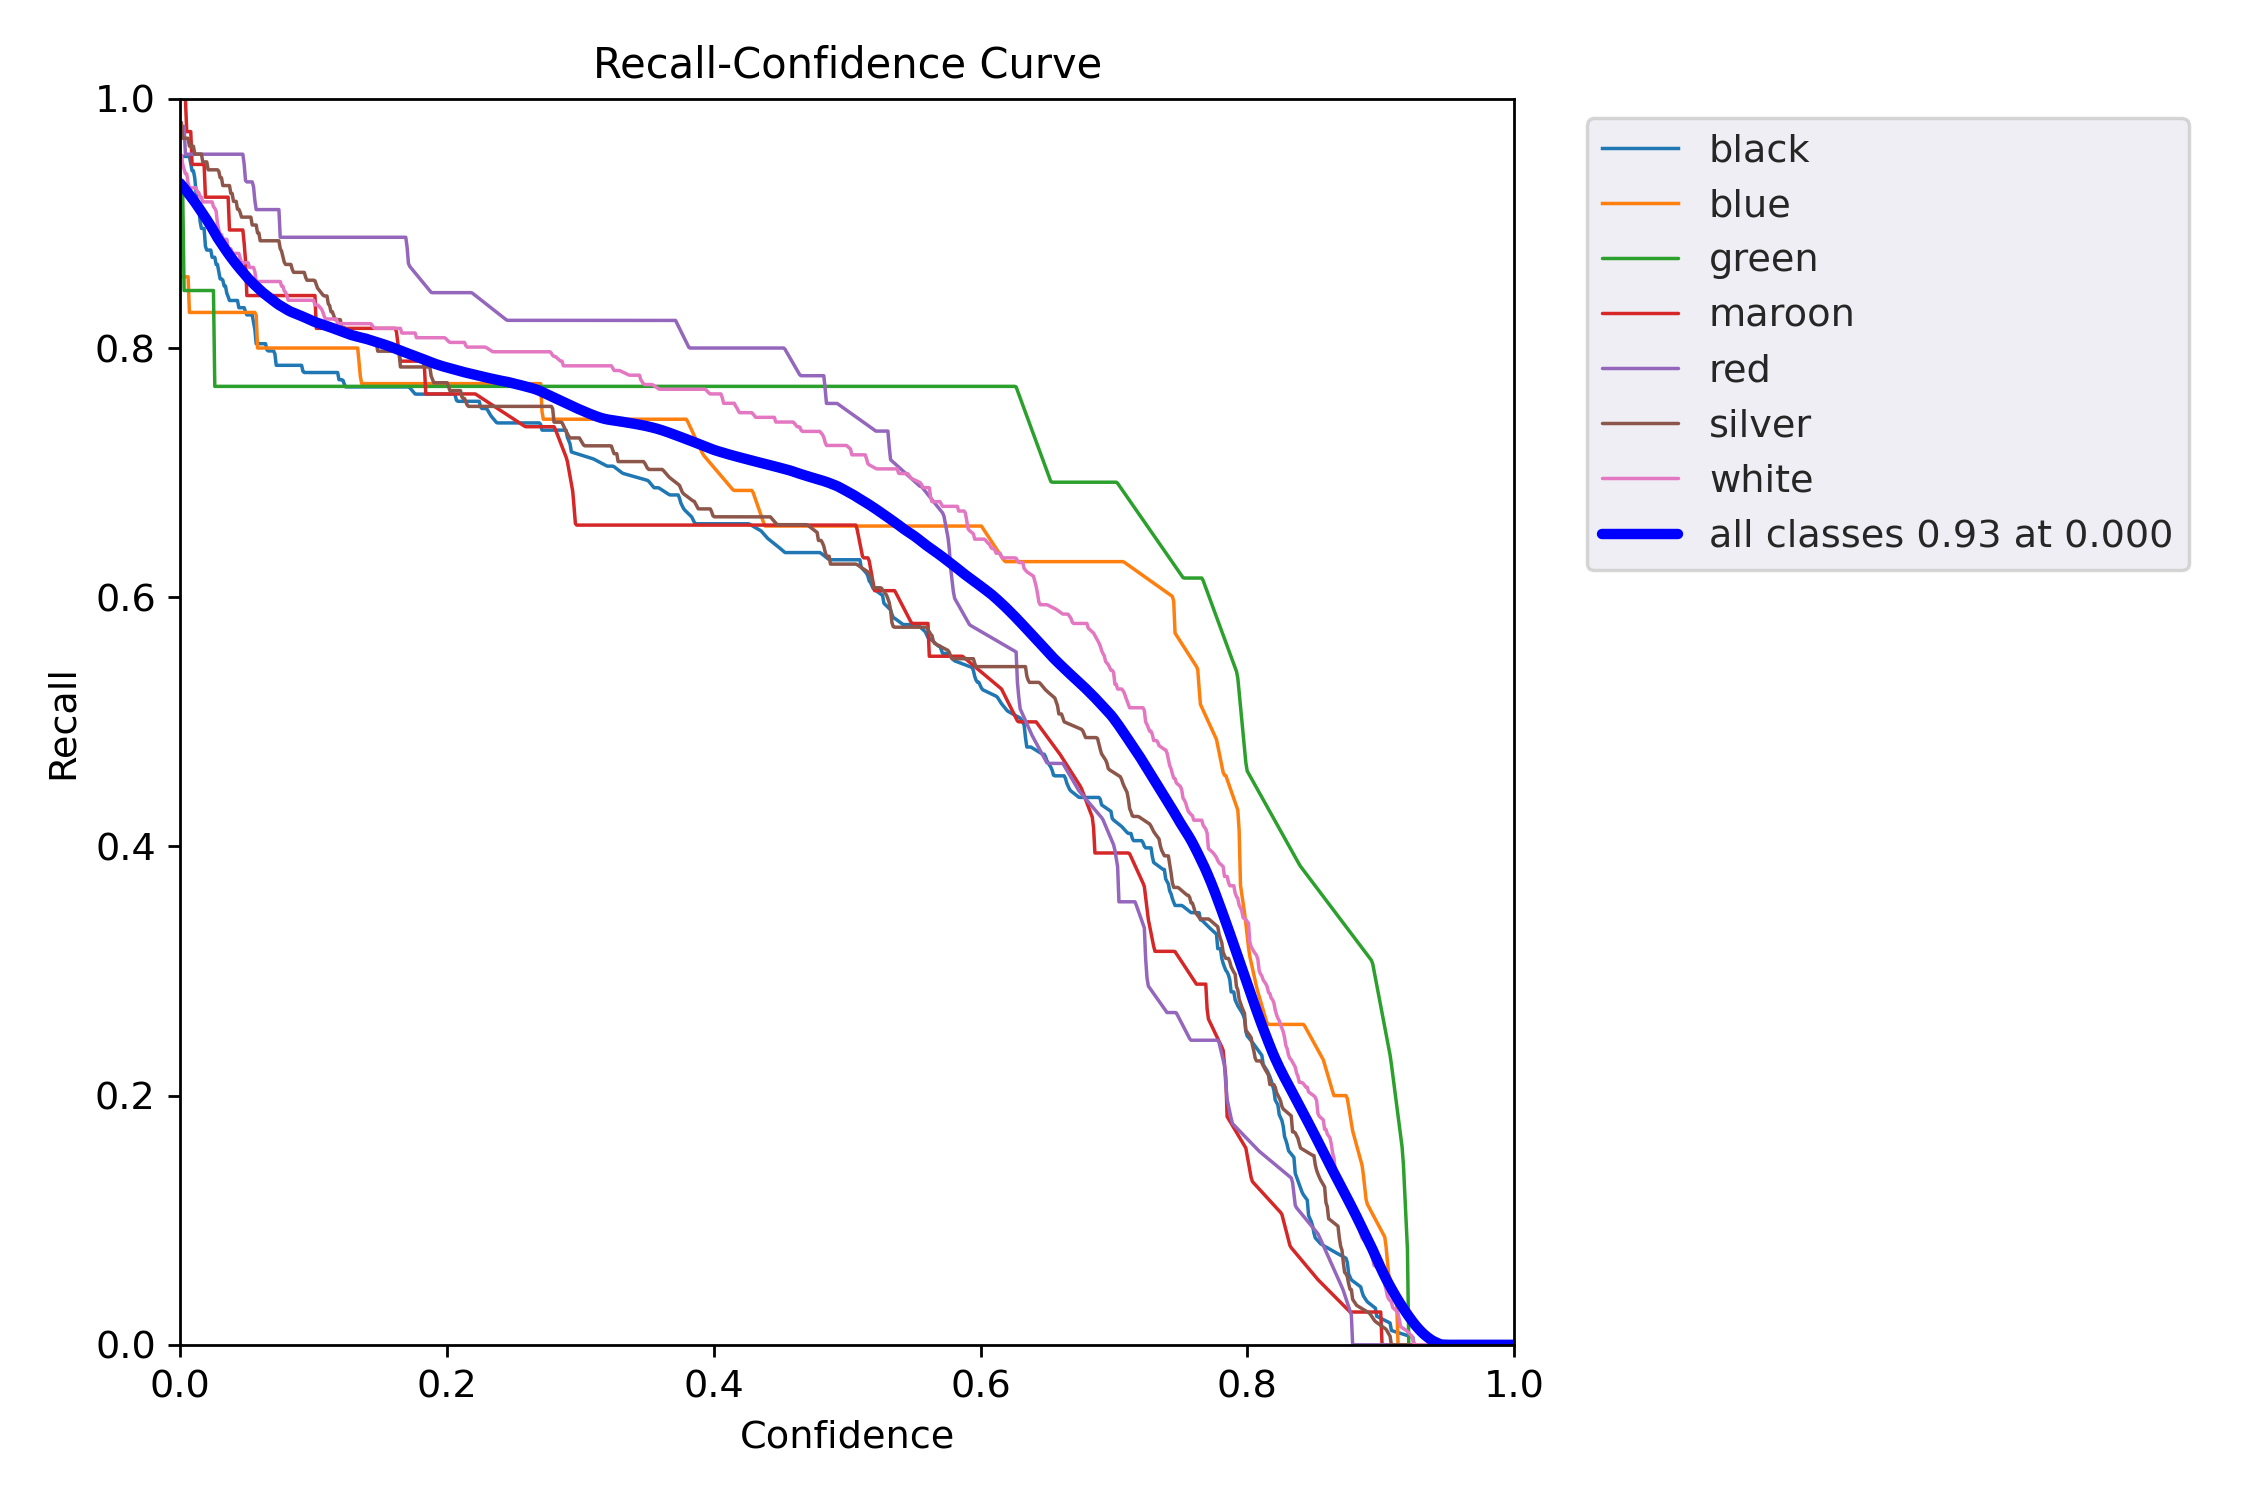 Recall-Confidence Curve
1.0
0.8
0.6
0.4
0.2
0.0
Recall
0.0 0.2 0.4 0.6 0.8 1.0
Confidence
black
blue
green
maroon
red
silver
white
all classes 0.93 at 0.000